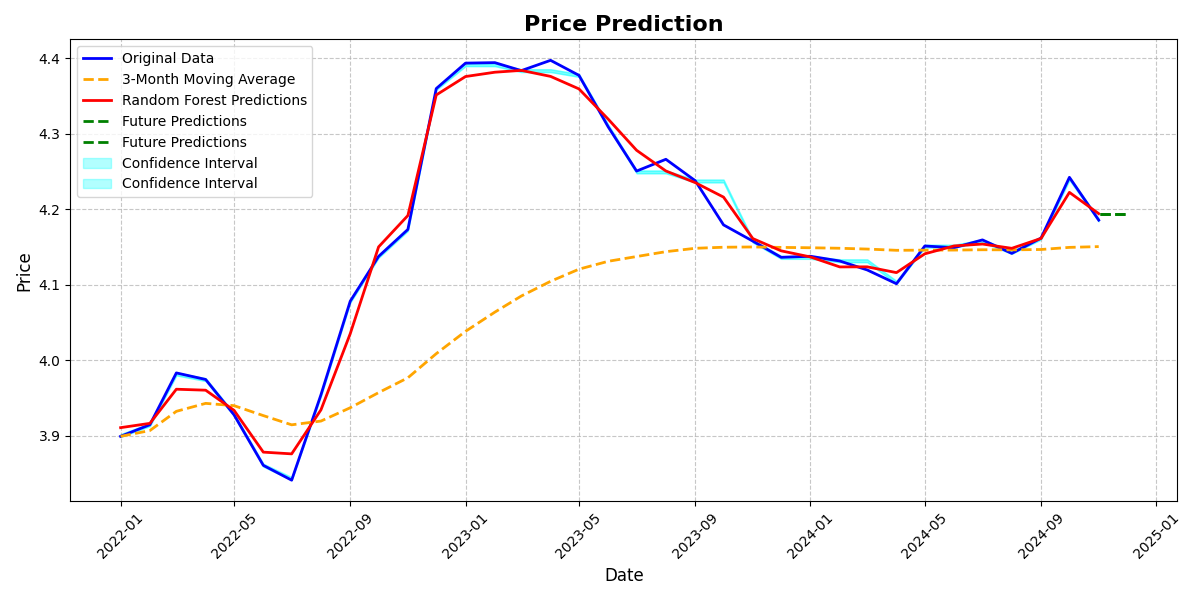 Price Prediction
Original Data
3-Month Moving Average
Random Forest Predictions
Future Predictions
Future Predictions
Confidence Interval
Confidence Interval
Price
4.4
4.3
4.2
4.1
4.0
3.9
2022-01
2022-05
2022-09
2023-01
2023-05
2023-09
2024-01
2024-05
2024-09
2025-01
Date